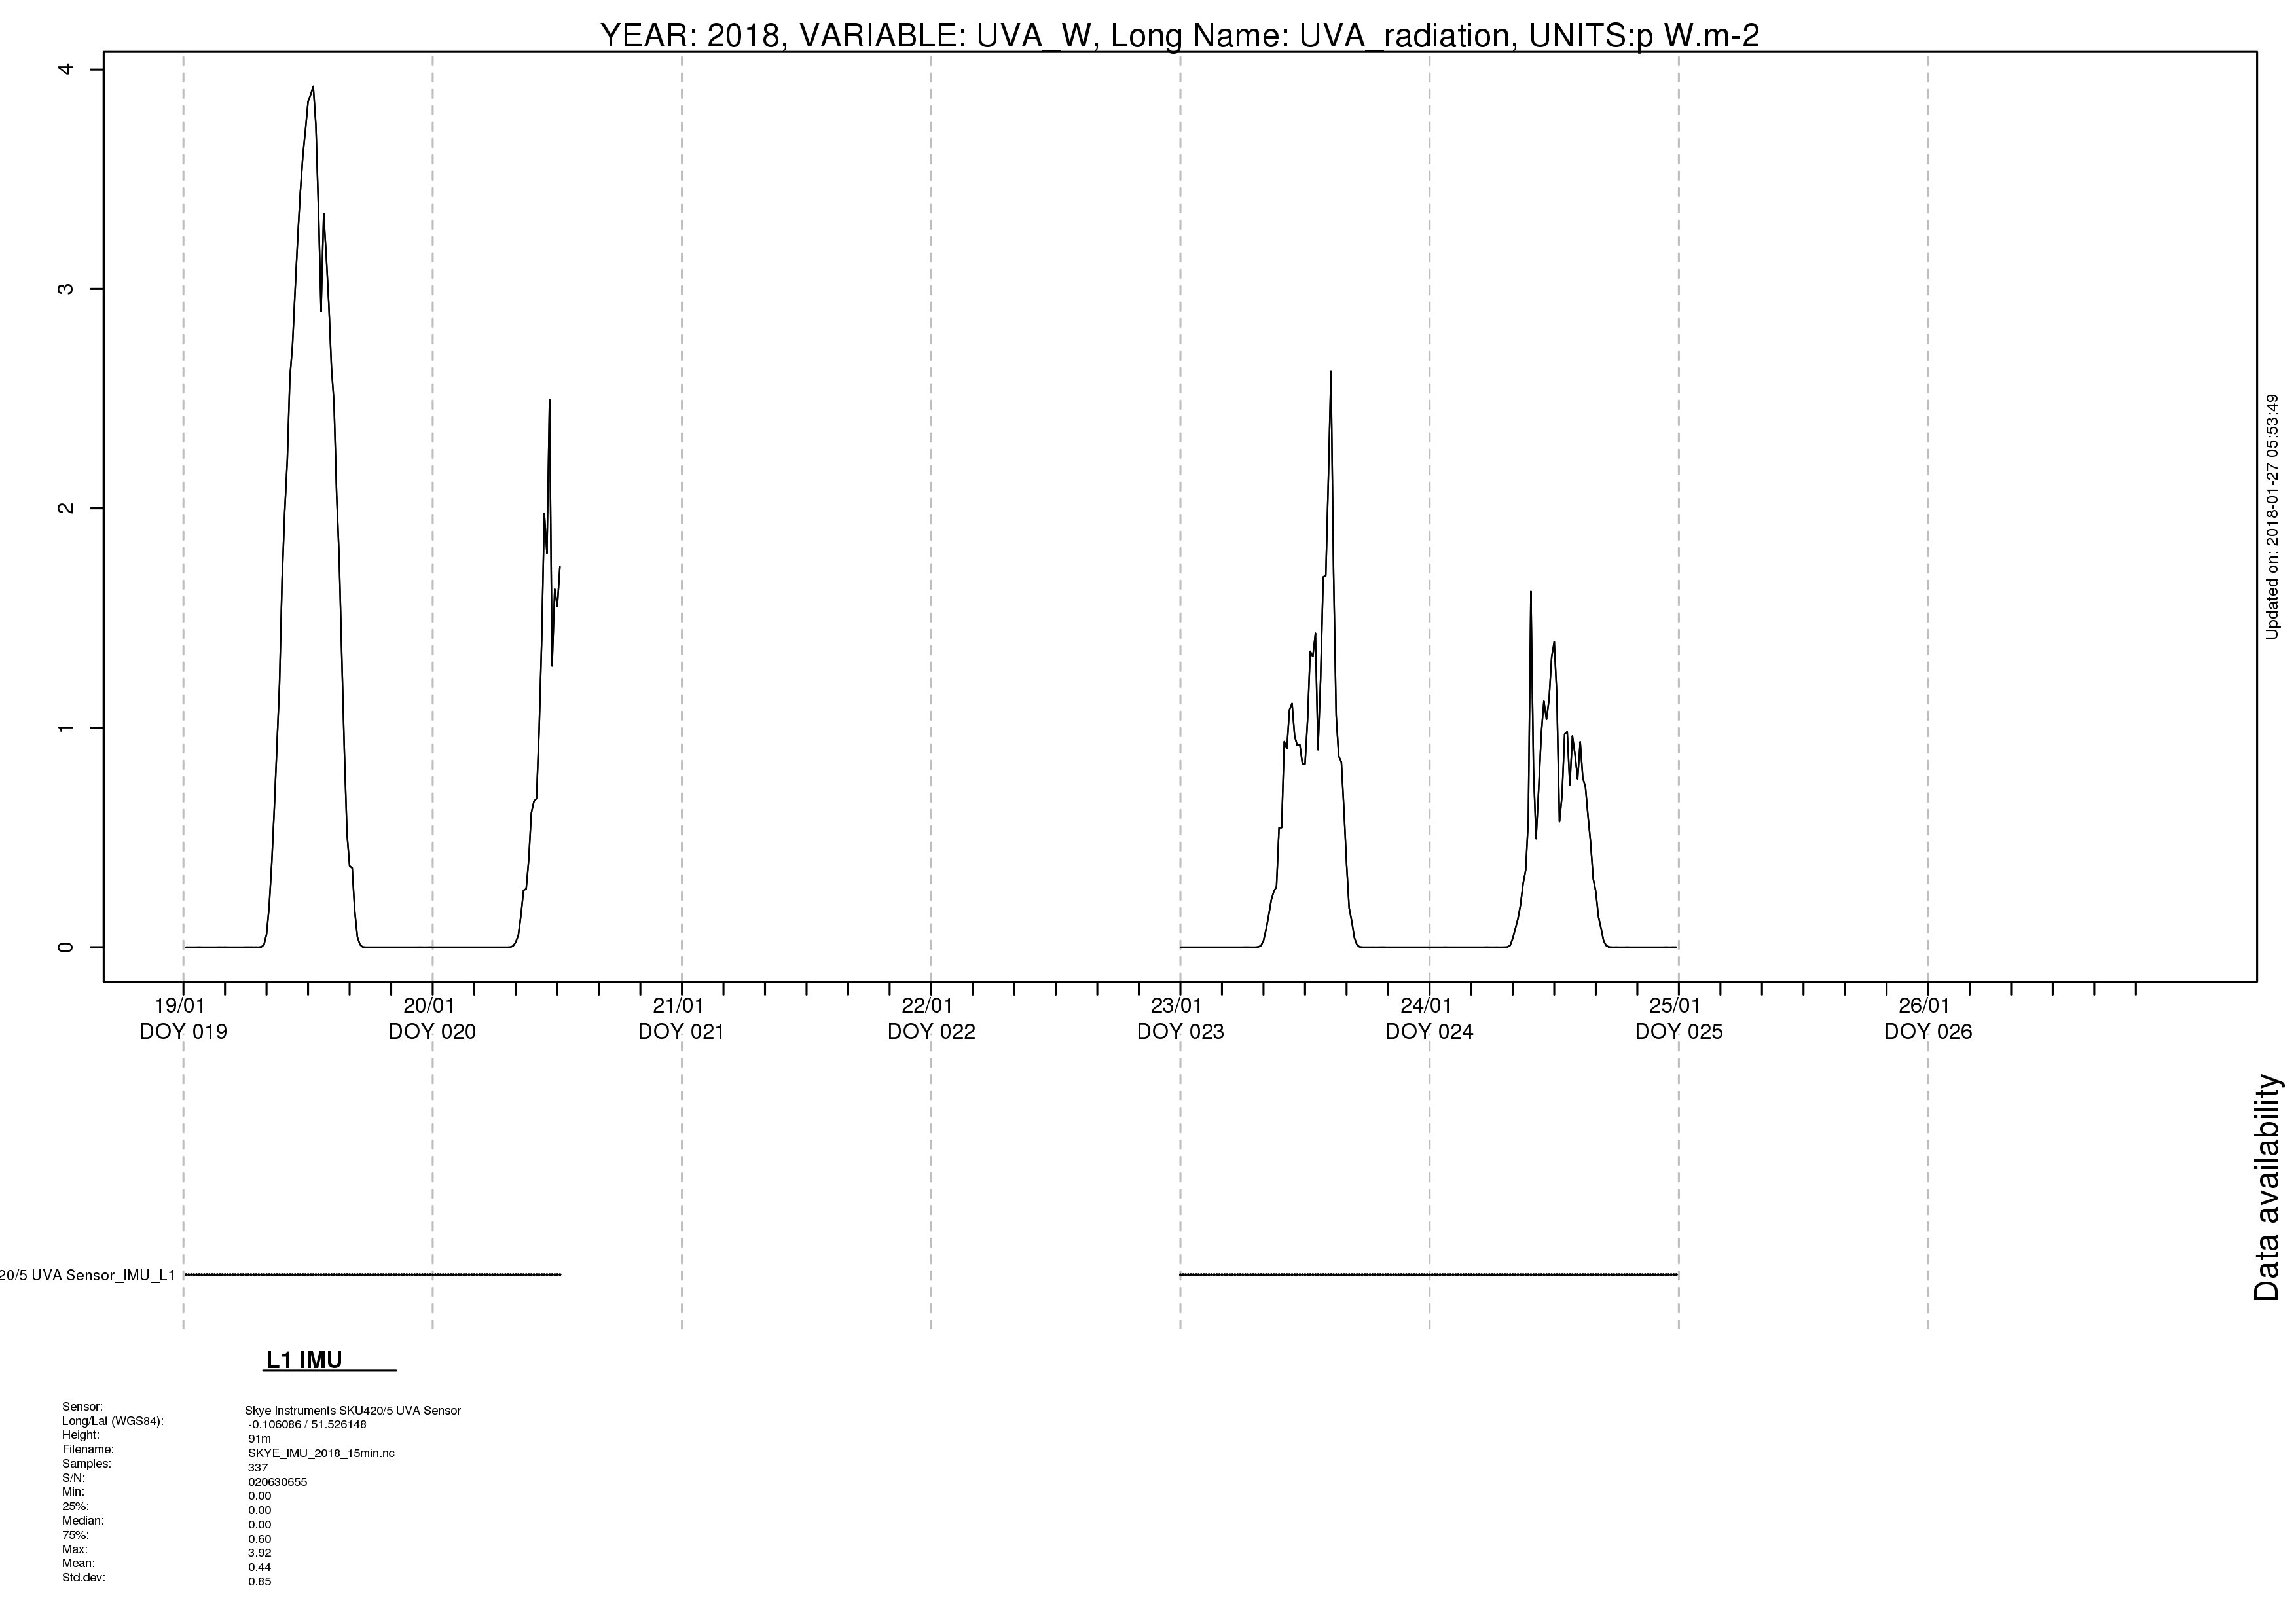 YEAR: 2018, VARIABLE: UVA_W, Long Name: UVA_radiation, UNITS:p W.m-2
4
3
2
1
0
Updated on: 2018-01-27 05:53:49
19/01 20/01 21/01 22/01 23/01 24/01 25/01 26/01
DOY 019 DOY 020 DOY 021 DOY 022 DOY 023 DOY 024 DOY 025 DOY 026
Data availability
20/5 UVA Sensor_IMU_L1
L1 IMU
Sensor: Skye Instruments SKU420/5 UVA Sensor
Long/Lat (WGS84): -0.106086 / 51.526148
Height: 91m
Filename: SKYE_IMU_2018_15min.nc
Samples: 337
S/N: 020630655
Min: 0.00
25%: 0.00
Median: 0.00
75%: 0.60
Max: 3.92
Mean: 0.44
Std.dev: 0.85